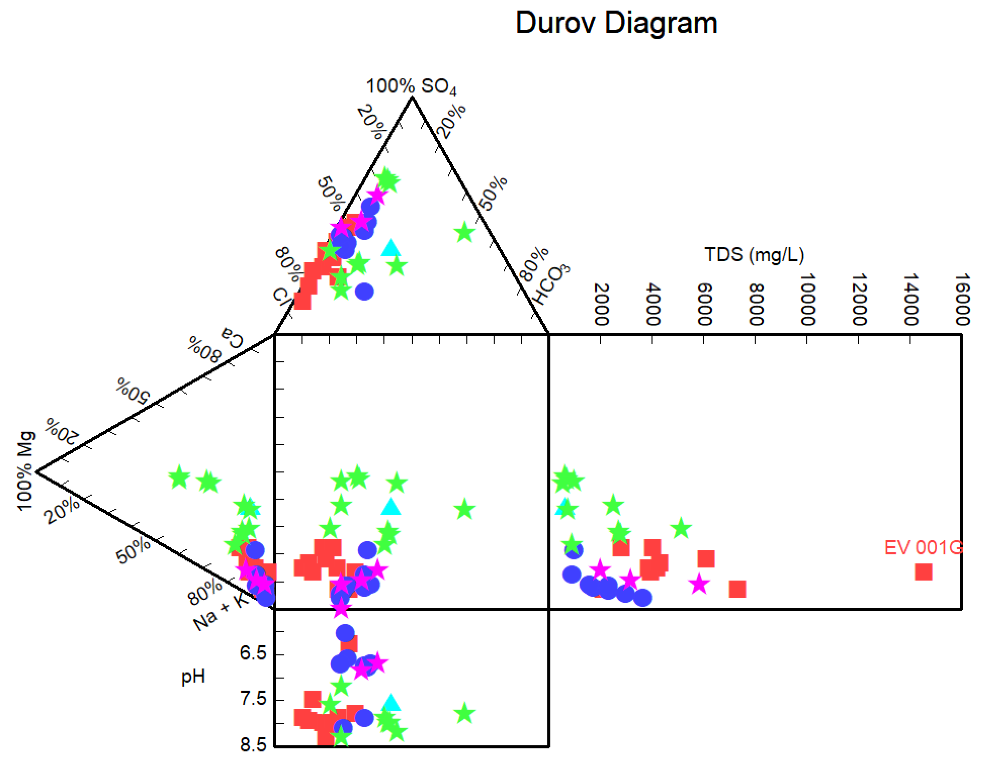 Durov Diagram
100% SO₄
20%
20%
50%
50%
80%
80%
Cl
HCO₃
TDS (mg/L)
2000
4000
6000
8000
10000
12000
14000
16000
Ca
80%
50%
20%
100% Mg
20%
50%
80%
Na + K
EV 001G
pH
6.5
7.5
8.5